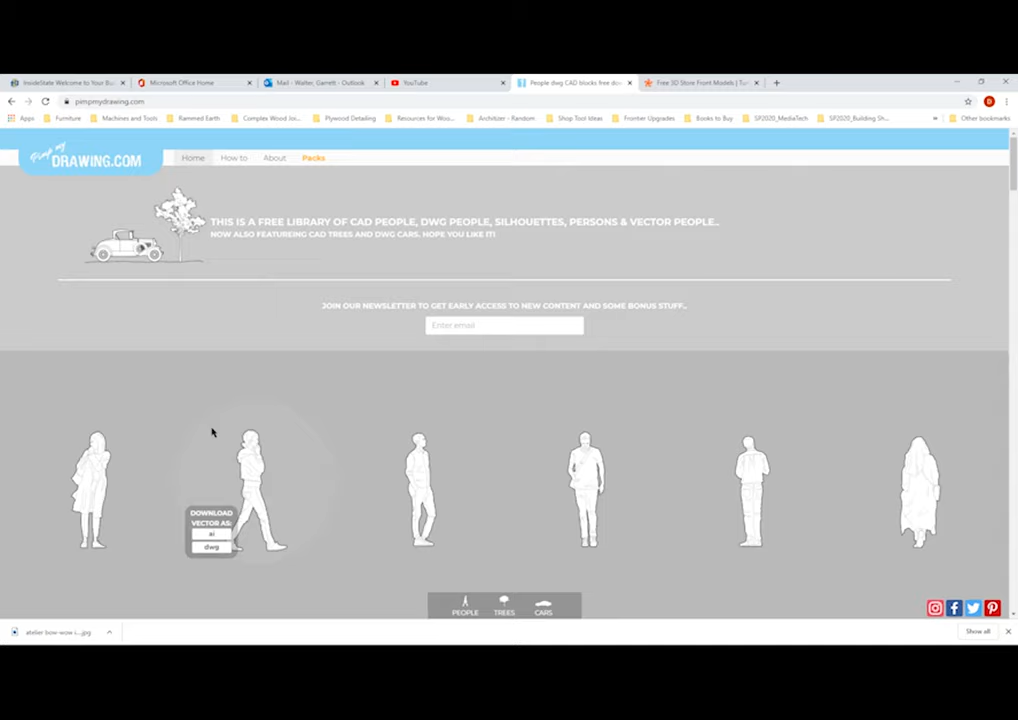 InsideState Welcome to Your Bu
Microsoft Office Home
Mail - Walter, Garrett - Outlook
YouTube
People dwg CAD blocks free do
Free 3D Store Front Models | Tur
pimpmydrawing.com
Apps
Furniture
Machines and Tools
Rammed Earth
Complex Wood Joi...
Plywood Detailing
Resources for Woo...
Architizer - Random
Shop Tool Ideas
Frontier Upgrades
Books to Buy
SP2020_MediaTech
SP2020_Building Sh...
Other bookmarks
Pimp my
DRAWING.COM
Home
How to
About
Packs
THIS IS A FREE LIBRARY OF CAD PEOPLE, DWG PEOPLE, SILHOUETTES, PERSONS & VECTOR PEOPLE..
NOW ALSO FEATUREING CAD TREES AND DWG CARS. HOPE YOU LIKE IT!
JOIN OUR NEWSLETTER TO GET EARLY ACCESS TO NEW CONTENT AND SOME BONUS STUFF..
Enter email
DOWNLOAD
VECTOR AS:
ai
dwg
PEOPLE
TREES
CARS
atelier bow-wow i....jpg
Show all